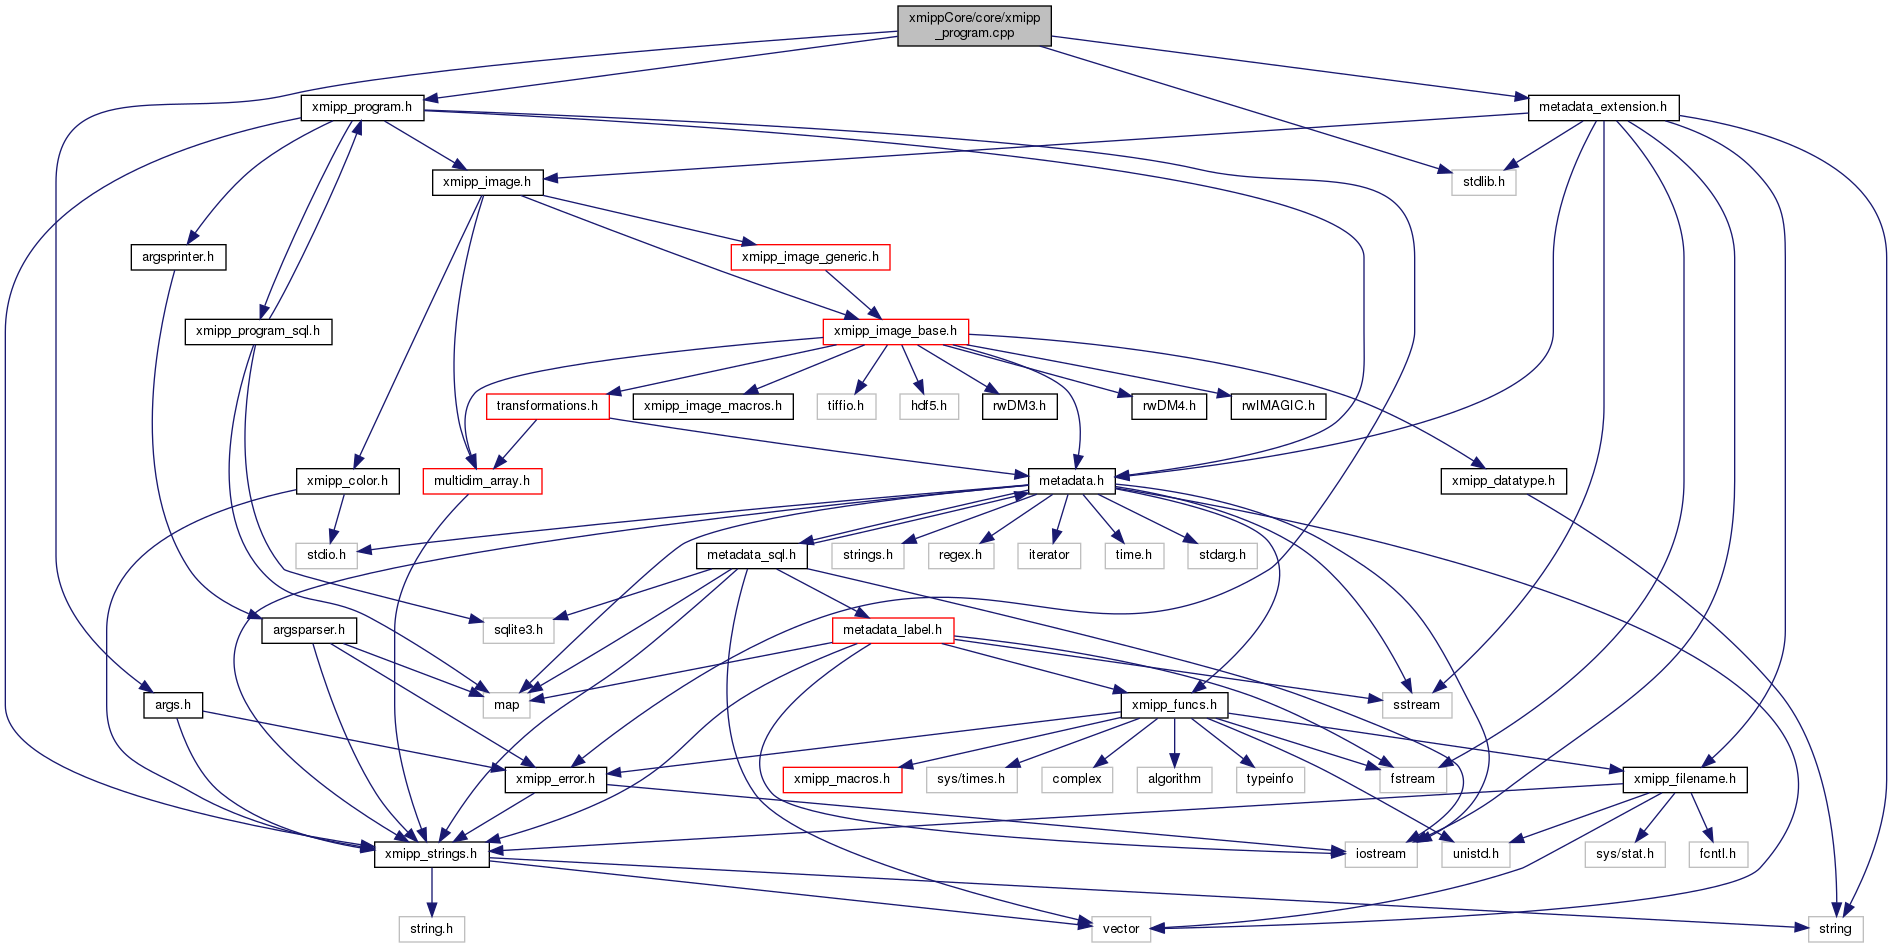 xmippCore/core/xmipp
_program.cpp
xmipp_program.h
metadata_extension.h
xmipp_image.h
stdlib.h
argsprinter.h
xmipp_image_generic.h
xmipp_program_sql.h
xmipp_image_base.h
transformations.h
xmipp_image_macros.h
tiffio.h
hdf5.h
rwDM3.h
rwDM4.h
rwIMAGIC.h
xmipp_color.h
multidim_array.h
metadata.h
xmipp_datatype.h
stdio.h
metadata_sql.h
strings.h
regex.h
iterator
time.h
stdarg.h
argsparser.h
sqlite3.h
metadata_label.h
args.h
map
xmipp_funcs.h
sstream
xmipp_error.h
xmipp_macros.h
sys/times.h
complex
algorithm
typeinfo
fstream
xmipp_filename.h
xmipp_strings.h
iostream
unistd.h
sys/stat.h
fcntl.h
string.h
vector
string